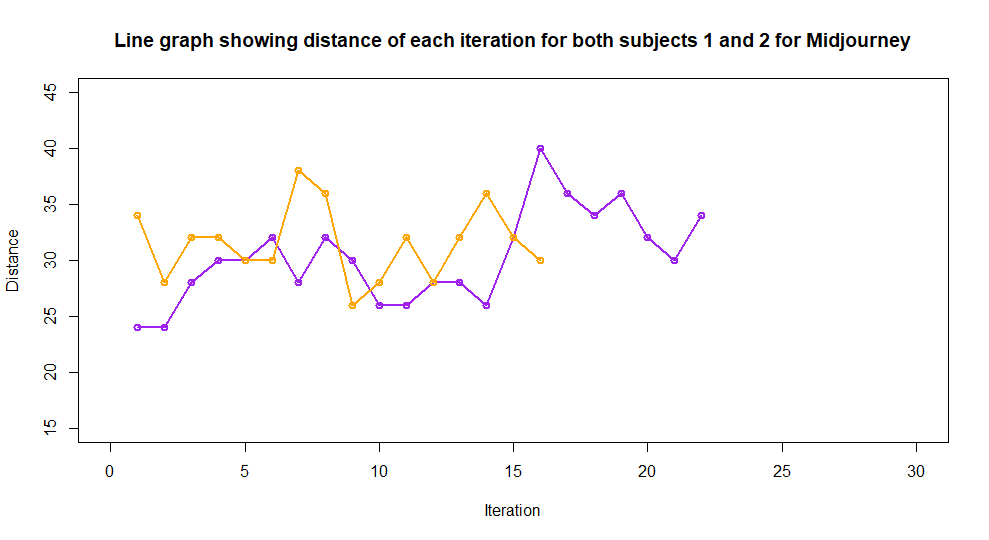 Line graph showing distance of each iteration for both subjects 1 and 2 for Midjourney
45
40
35
30
25
20
15
Distance
0 5 10 15 20 25 30
Iteration